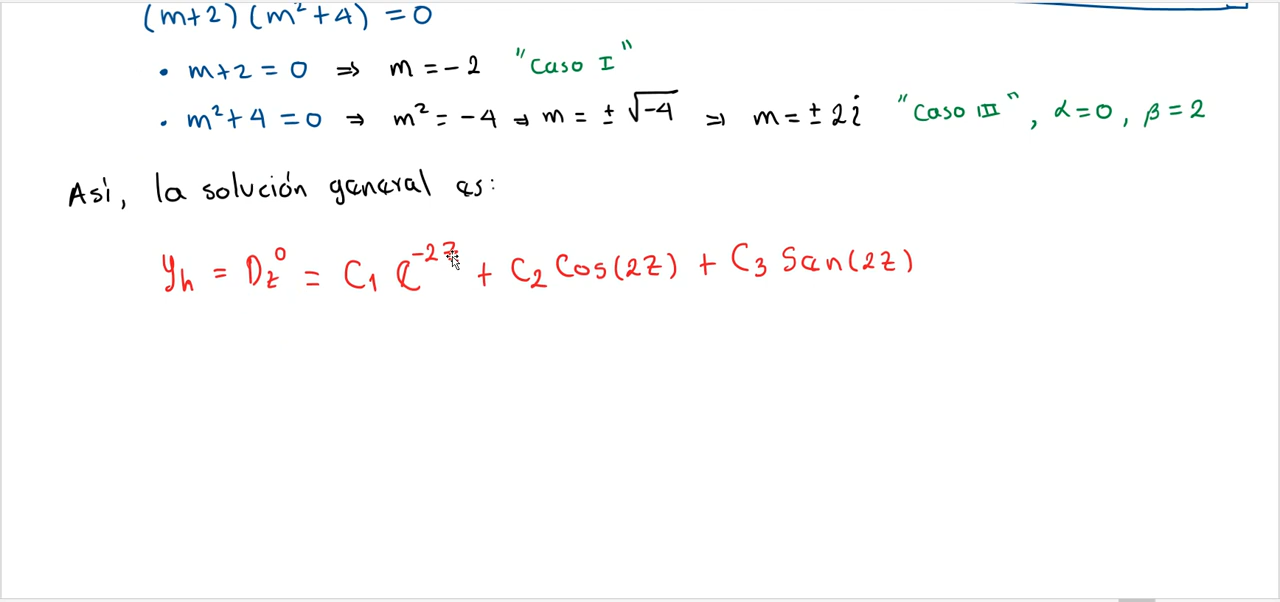 (m+2)(m²+4) = 0
• m+2 = 0 ⇒ m = -2 "Caso I"
• m²+4 = 0 ⇒ m² = -4 ⇒ m = ± √-4 ⇒ m = ± 2i "Caso III", α=0, β=2
Así, la solución general es:
yₕ = D_z⁰ = C₁ e^{-2z} + C₂ Cos(2z) + C₃ Sen(2z)